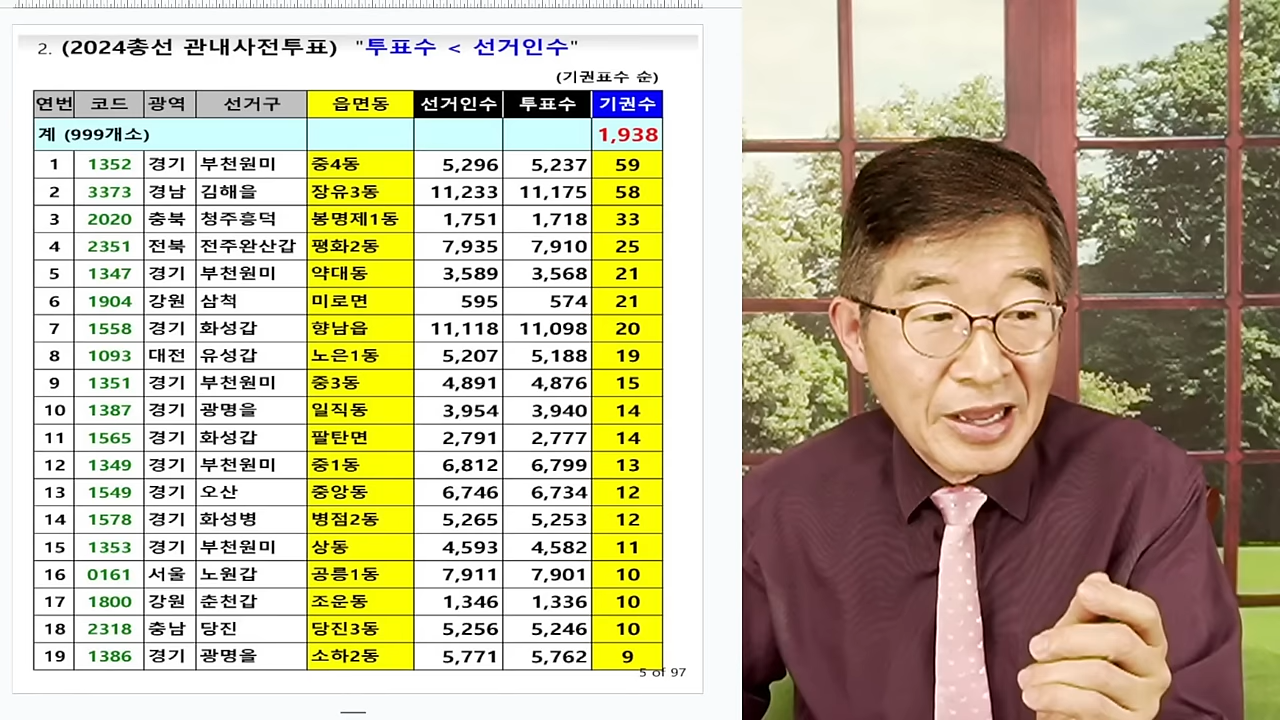 2. (2024총선 관내사전투표) "투표수 < 선거인수"
(기권표수 순)
연번 코드 광역 선거구 읍면동 선거인수 투표수 기권수
계 (999개소) 1,938
1 1352 경기 부천원미 중4동 5,296 5,237 59
2 3373 경남 김해을 장유3동 11,233 11,175 58
3 2020 충북 청주흥덕 봉명제1동 1,751 1,718 33
4 2351 전북 전주완산갑 평화2동 7,935 7,910 25
5 1347 경기 부천원미 약대동 3,589 3,568 21
6 1904 강원 삼척 미로면 595 574 21
7 1558 경기 화성갑 향남읍 11,118 11,098 20
8 1093 대전 유성갑 노은1동 5,207 5,188 19
9 1351 경기 부천원미 중3동 4,891 4,876 15
10 1387 경기 광명을 일직동 3,954 3,940 14
11 1565 경기 화성갑 팔탄면 2,791 2,777 14
12 1349 경기 부천원미 중1동 6,812 6,799 13
13 1549 경기 오산 중앙동 6,746 6,734 12
14 1578 경기 화성병 병점2동 5,265 5,253 12
15 1353 경기 부천원미 상동 4,593 4,582 11
16 0161 서울 노원갑 공릉1동 7,911 7,901 10
17 1800 강원 춘천갑 조운동 1,346 1,336 10
18 2318 충남 당진 당진3동 5,256 5,246 10
19 1386 경기 광명을 소하2동 5,771 5,762 9
5 of 97